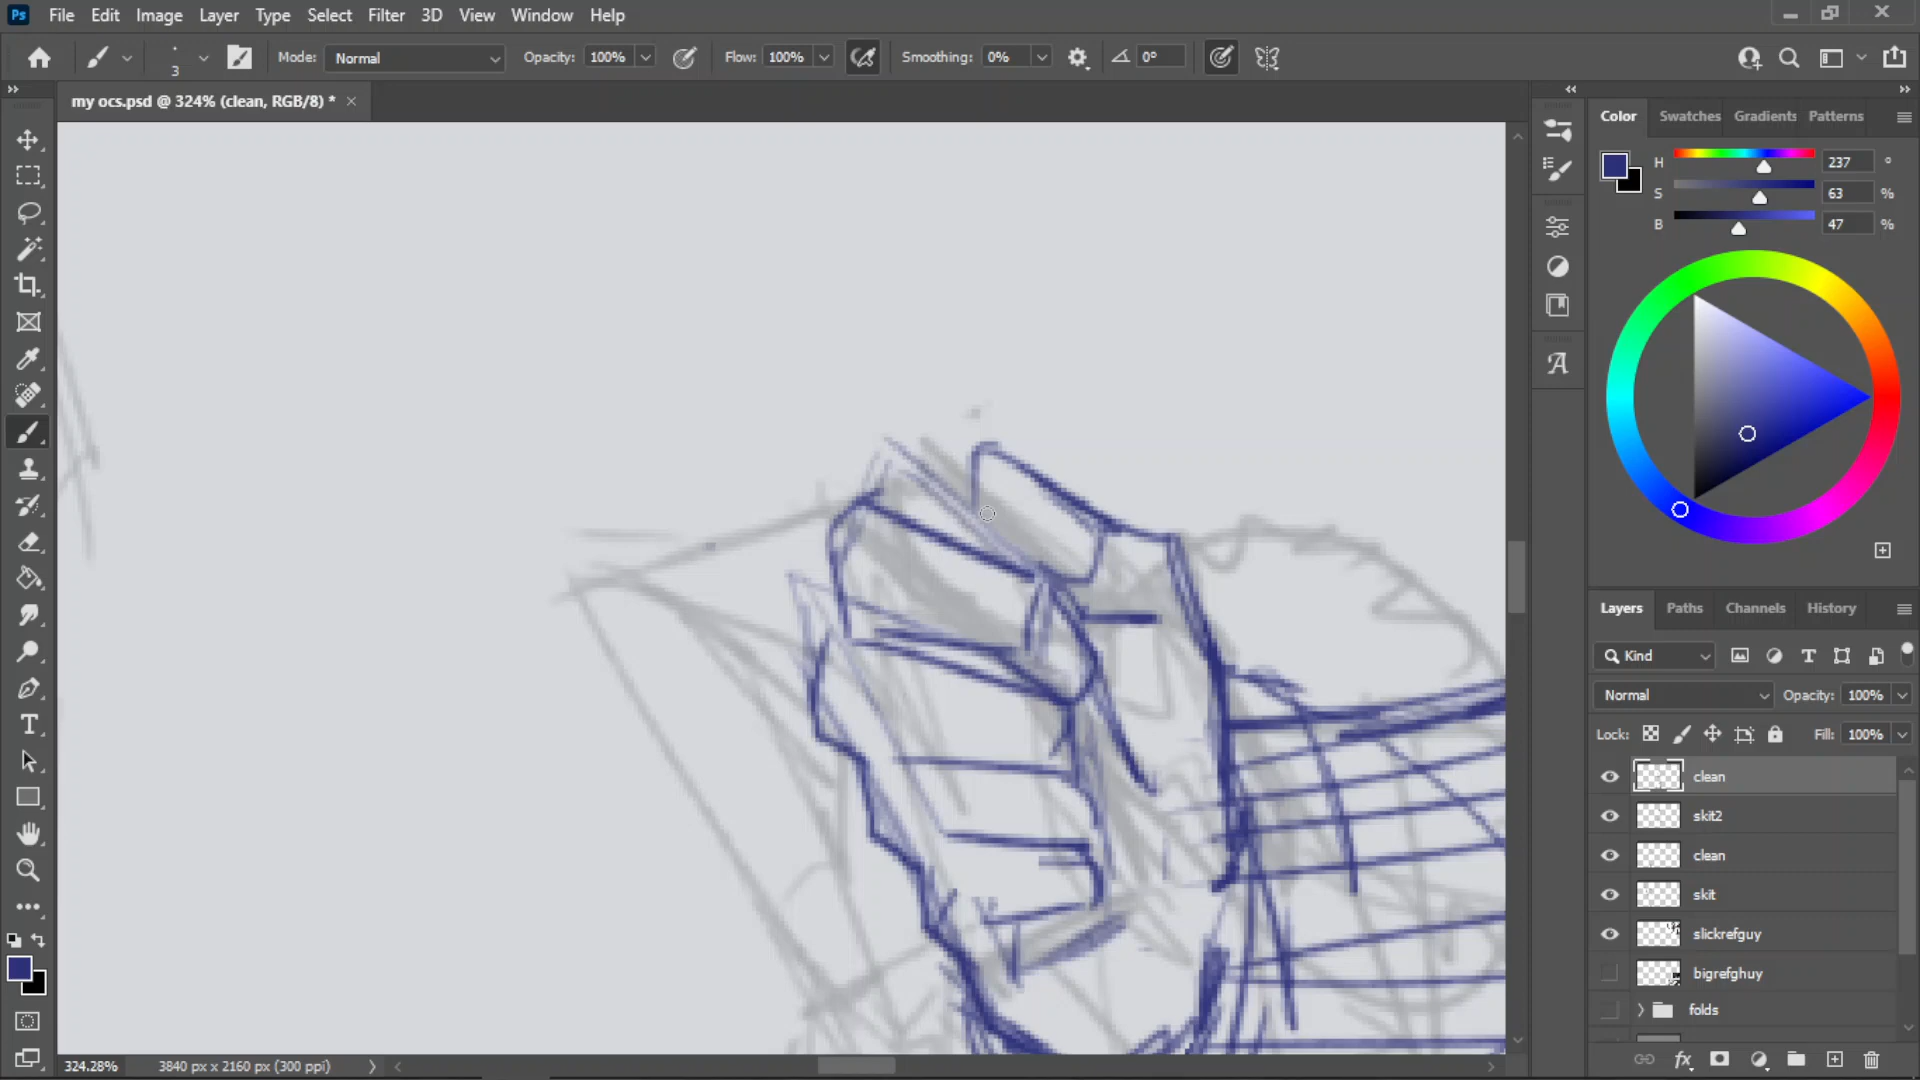 Ps File Edit Image Layer Type Select Filter 3D View Window Help
3 Mode: Normal Opacity: 100% Flow: 100% Smoothing: 0% 0°
my ocs.psd @ 324% (clean, RGB/8) *
Color Swatches Gradients Patterns
H 237 °
S 63 %
B 47 %
Layers Paths Channels History
Kind
Normal Opacity: 100%
Lock: Fill: 100%
clean
skit2
clean
skit
slickrefguy
bigrefghuy
folds
324.28% 3840 px x 2160 px (300 ppi)